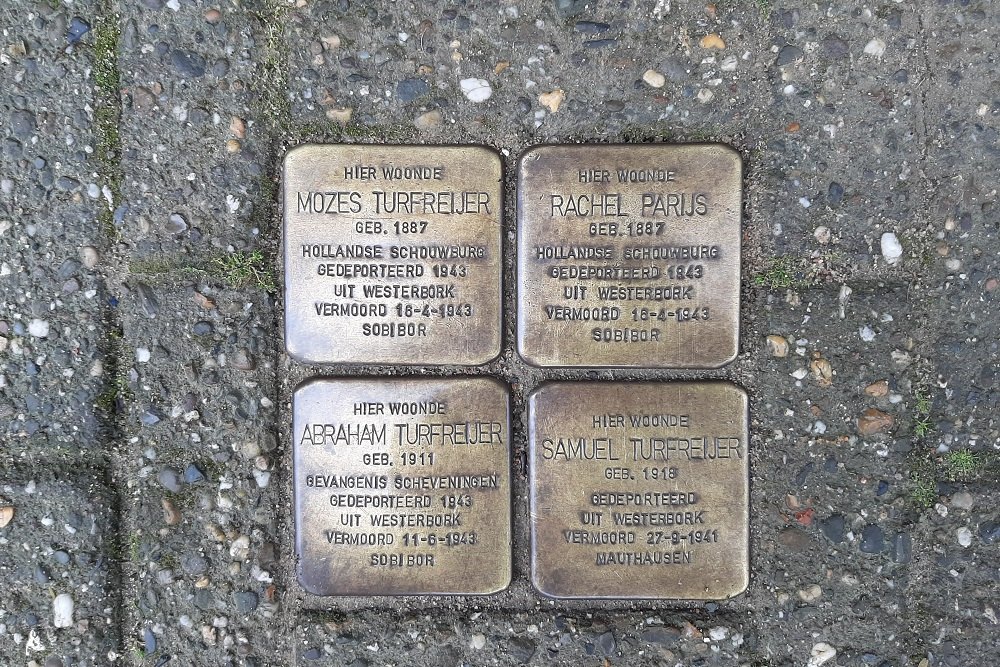 HIER WOONDE
MOZES TURFREIJER
GEB. 1887
HOLLANDSE SCHOUWBURG
GEDEPORTEERD 1943
UIT WESTERBORK
VERMOORD 16-4-1943
SOBIBOR
HIER WOONDE
RACHEL PARIJS
GEB. 1887
HOLLANDSE SCHOUWBURG
GEDEPORTEERD 1943
UIT WESTERBORK
VERMOORD 16-4-1943
SOBIBOR
HIER WOONDE
ABRAHAM TURFREIJER
GEB. 1911
GEVANGENIS SCHEVENINGEN
GEDEPORTEERD 1943
UIT WESTERBORK
VERMOORD 11-6-1943
SOBIBOR
HIER WOONDE
SAMUEL TURFREIJER
GEB. 1918
GEDEPORTEERD
UIT WESTERBORK
VERMOORD 27-9-1941
MAUTHAUSEN